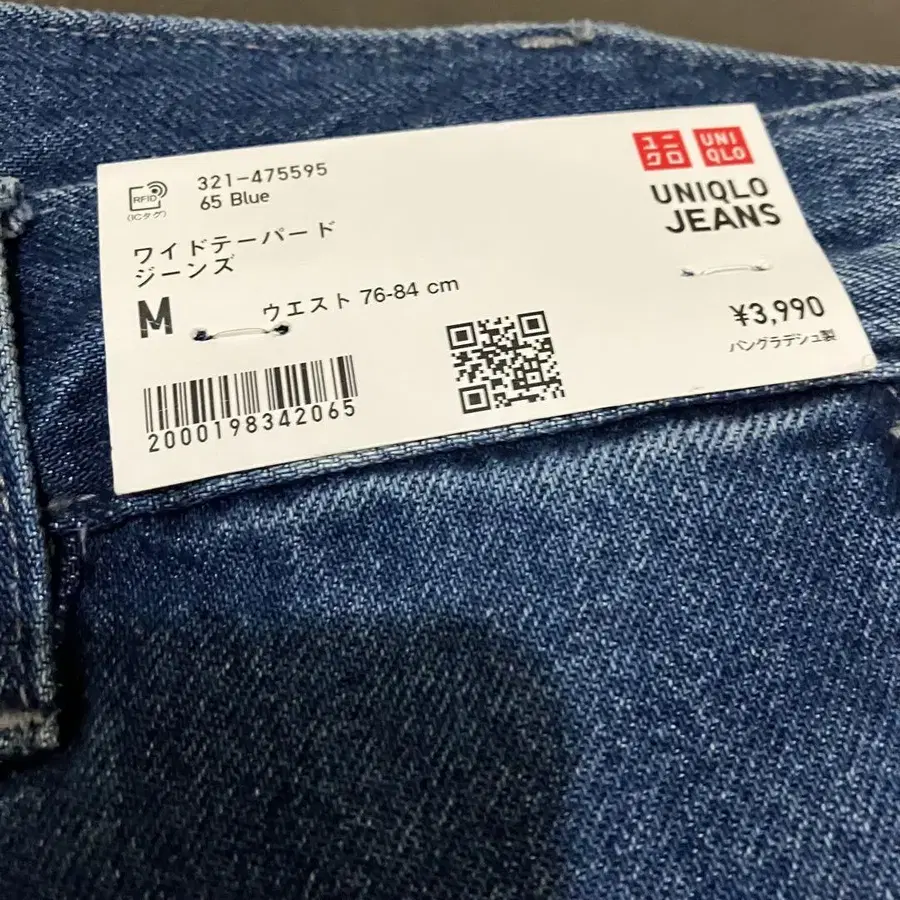 RFID
(ICタグ)
321-475595
65 Blue
ワイドテーパード
ジーンズ
M
ウエスト 76-84 cm
2000198342065
ユニ
クロ
UNI
QLO
UNIQLO
JEANS
¥3,990
バングラデシュ製